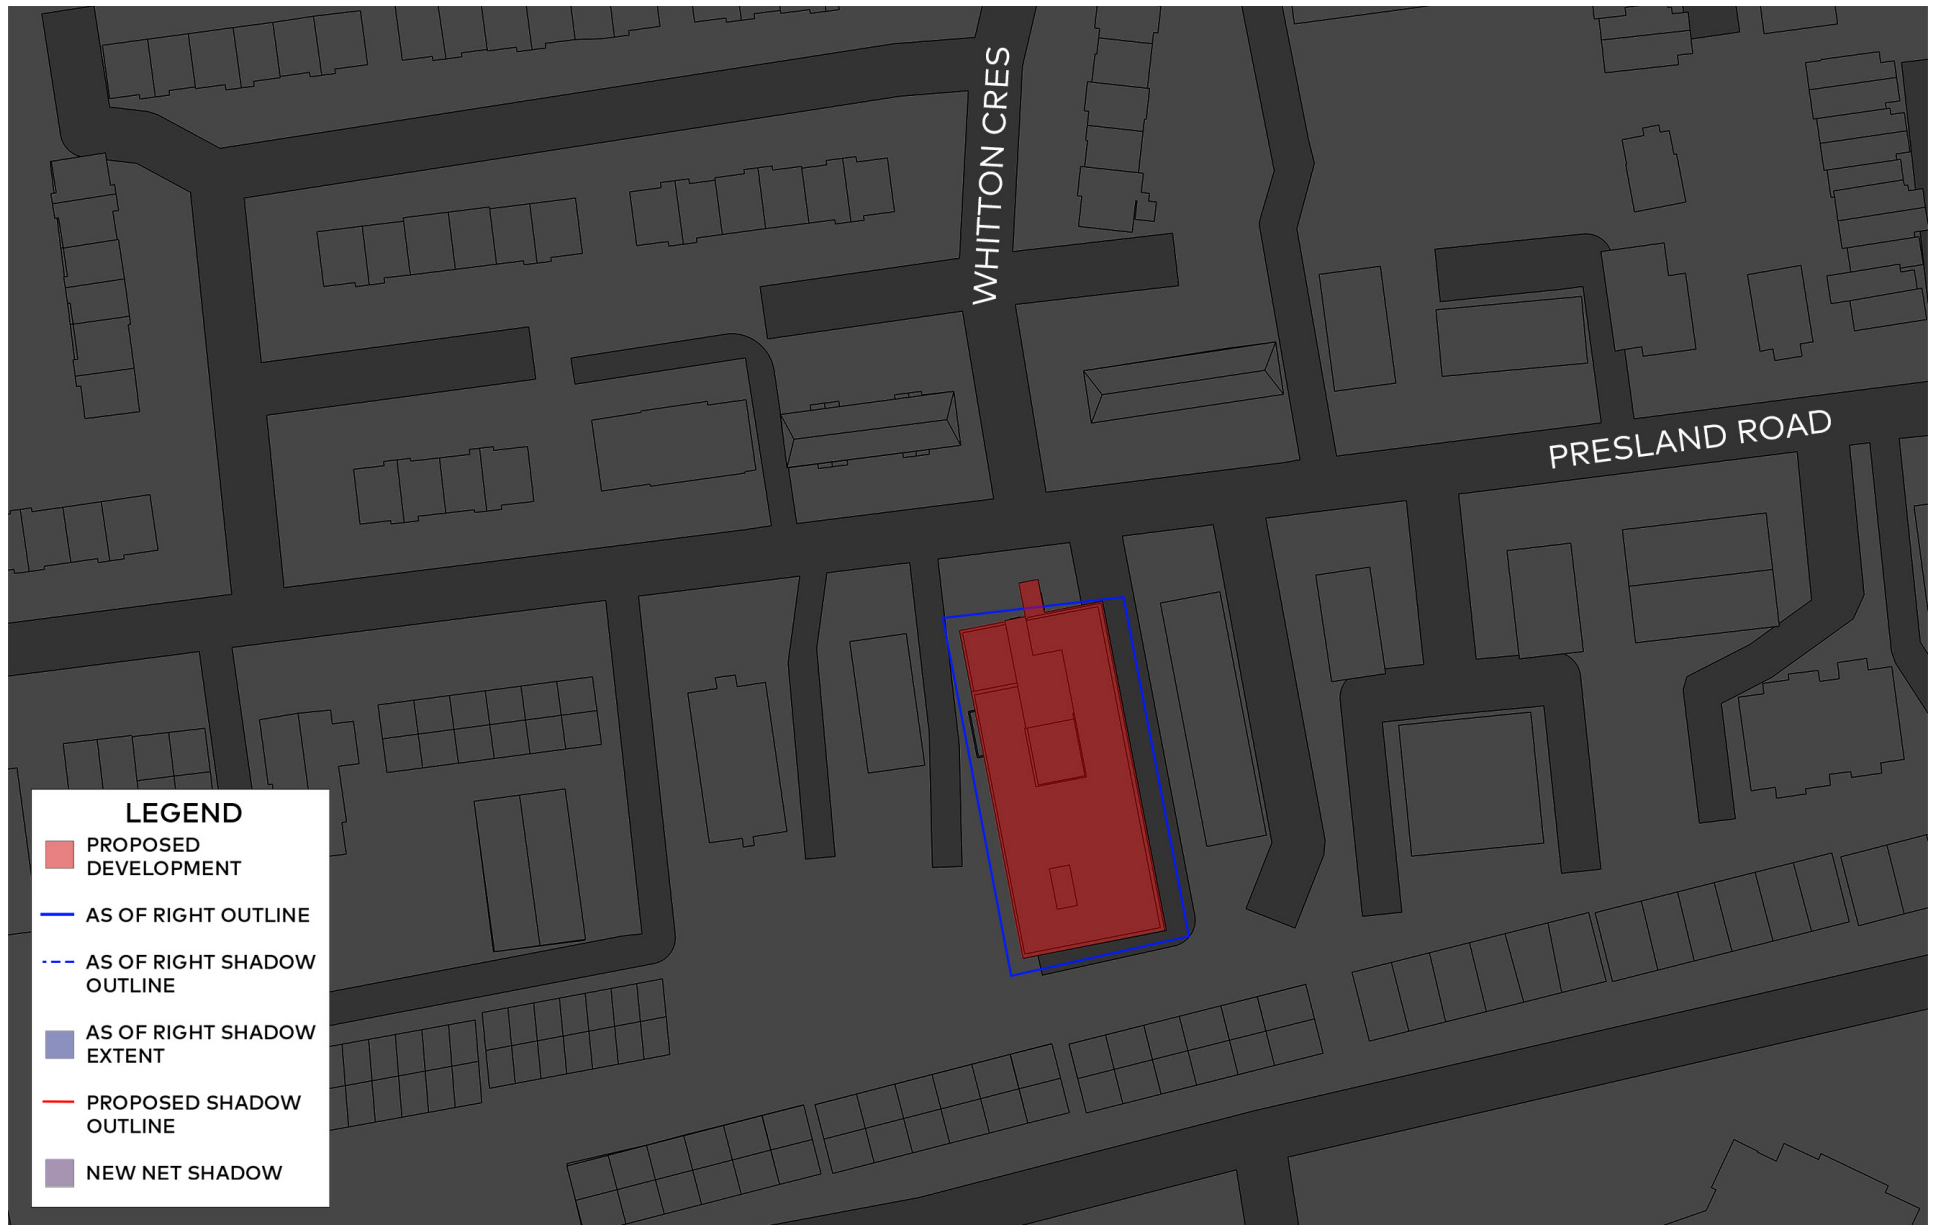 WHITTON CRES
PRESLAND ROAD
LEGEND
PROPOSED
DEVELOPMENT
AS OF RIGHT OUTLINE
AS OF RIGHT SHADOW
OUTLINE
AS OF RIGHT SHADOW
EXTENT
PROPOSED SHADOW
OUTLINE
NEW NET SHADOW